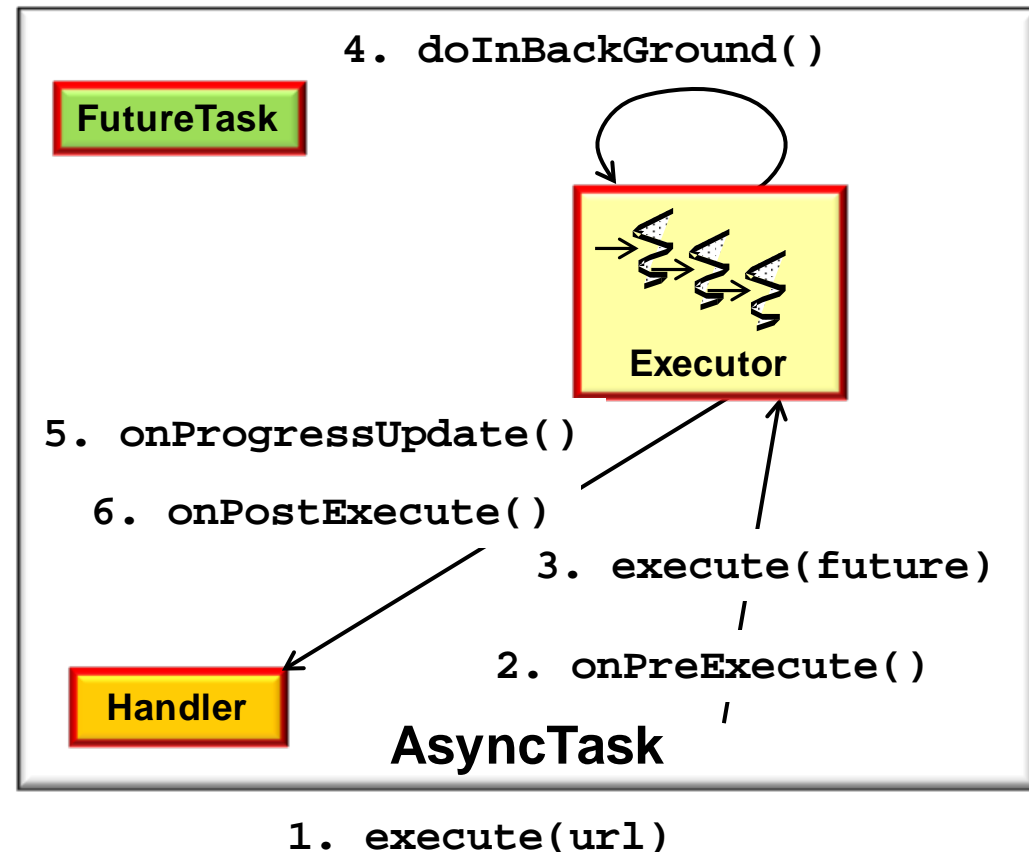 4. doInBackGround()
FutureTask
Executor
5. onProgressUpdate()
6. onPostExecute()
3. execute(future)
2. onPreExecute()
Handler
AsyncTask
1. execute(url)